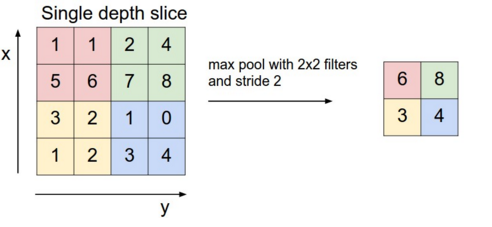 Single depth slice
x
1 1 2 4
5 6 7 8
3 2 1 0
1 2 3 4
y
max pool with 2x2 filters
and stride 2
6 8
3 4